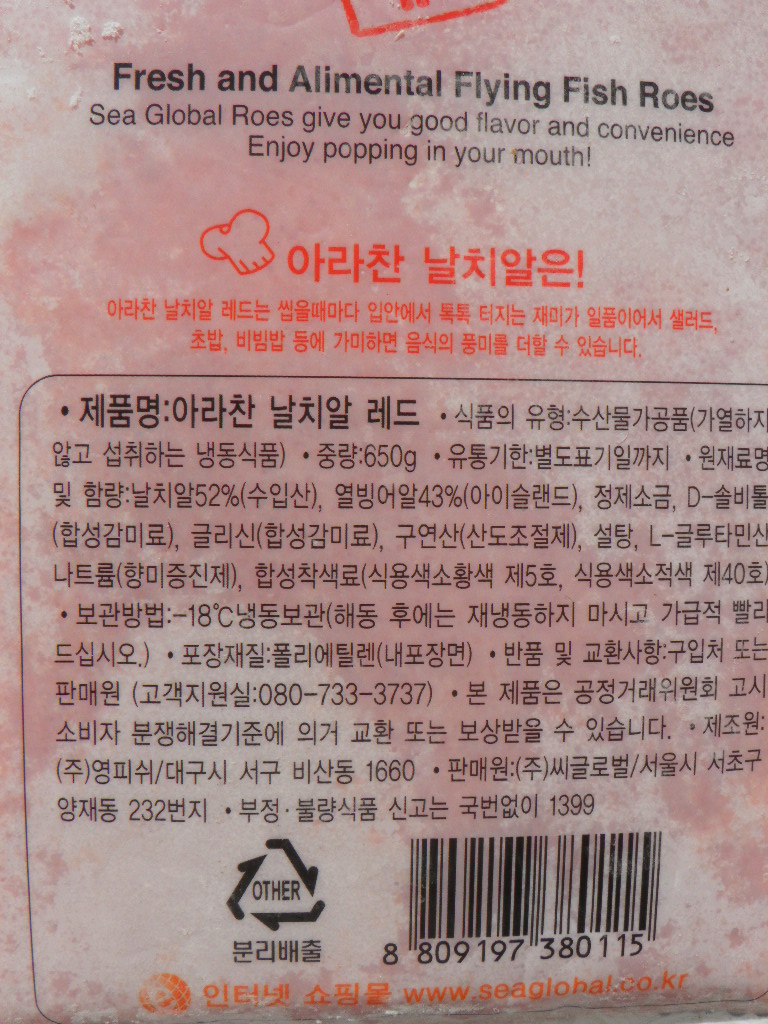 Fresh and Alimental Flying Fish Roes
Sea Global Roes give you good flavor and convenience
Enjoy popping in your mouth!
아라찬 날치알은!
아라찬 날치알 레드는 씹을때마다 입안에서 톡톡 터지는 재미가 일품이어서 샐러드,
초밥, 비빔밥 등에 가미하면 음식의 풍미를 더할 수 있습니다.
• 제품명:아라찬 날치알 레드 • 식품의 유형:수산물가공품(가열하지
않고 섭취하는 냉동식품) • 중량:650g • 유통기한:별도표기일까지 • 원재료명
및 함량:날치알52%(수입산), 열빙어알43%(아이슬랜드), 정제소금, D-솔비톨
(합성감미료), 글리신(합성감미료), 구연산(산도조절제), 설탕, L-글루타민산
나트륨(향미증진제), 합성착색료(식용색소황색 제5호, 식용색소적색 제40호)
• 보관방법:-18℃냉동보관(해동 후에는 재냉동하지 마시고 가급적 빨리
드십시오.) • 포장재질:폴리에틸렌(내포장면) • 반품 및 교환사항:구입처 또는
판매원 (고객지원실:080-733-3737) • 본 제품은 공정거래위원회 고시
소비자 분쟁해결기준에 의거 교환 또는 보상받을 수 있습니다. • 제조원:
(주)영피쉬/대구시 서구 비산동 1660 • 판매원:(주)씨글로벌/서울시 서초구
양재동 232번지 • 부정·불량식품 신고는 국번없이 1399
OTHER
분리배출
8 809197 380115
인터넷 쇼핑몰 www.seaglobal.co.kr